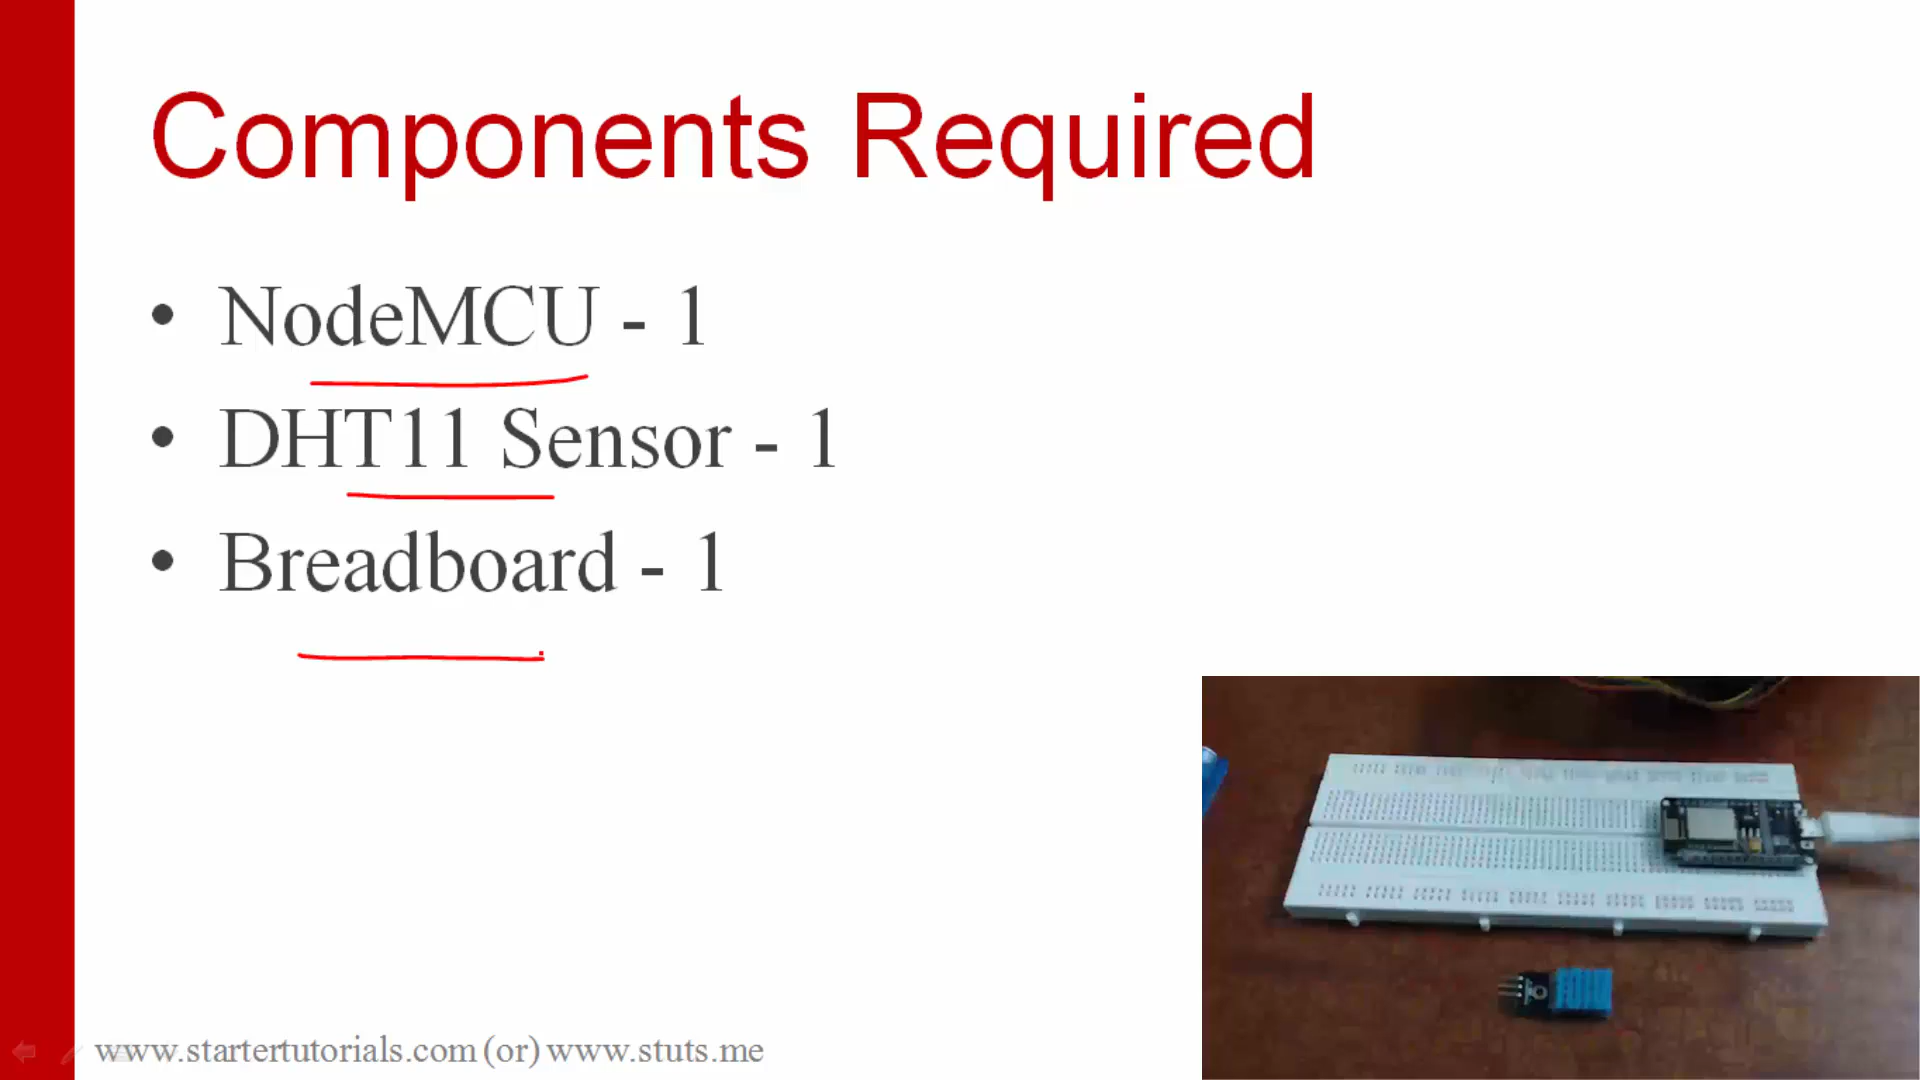 Components Required
• NodeMCU - 1
• DHT11 Sensor - 1
• Breadboard - 1
www.startertutorials.com (or) www.stuts.me